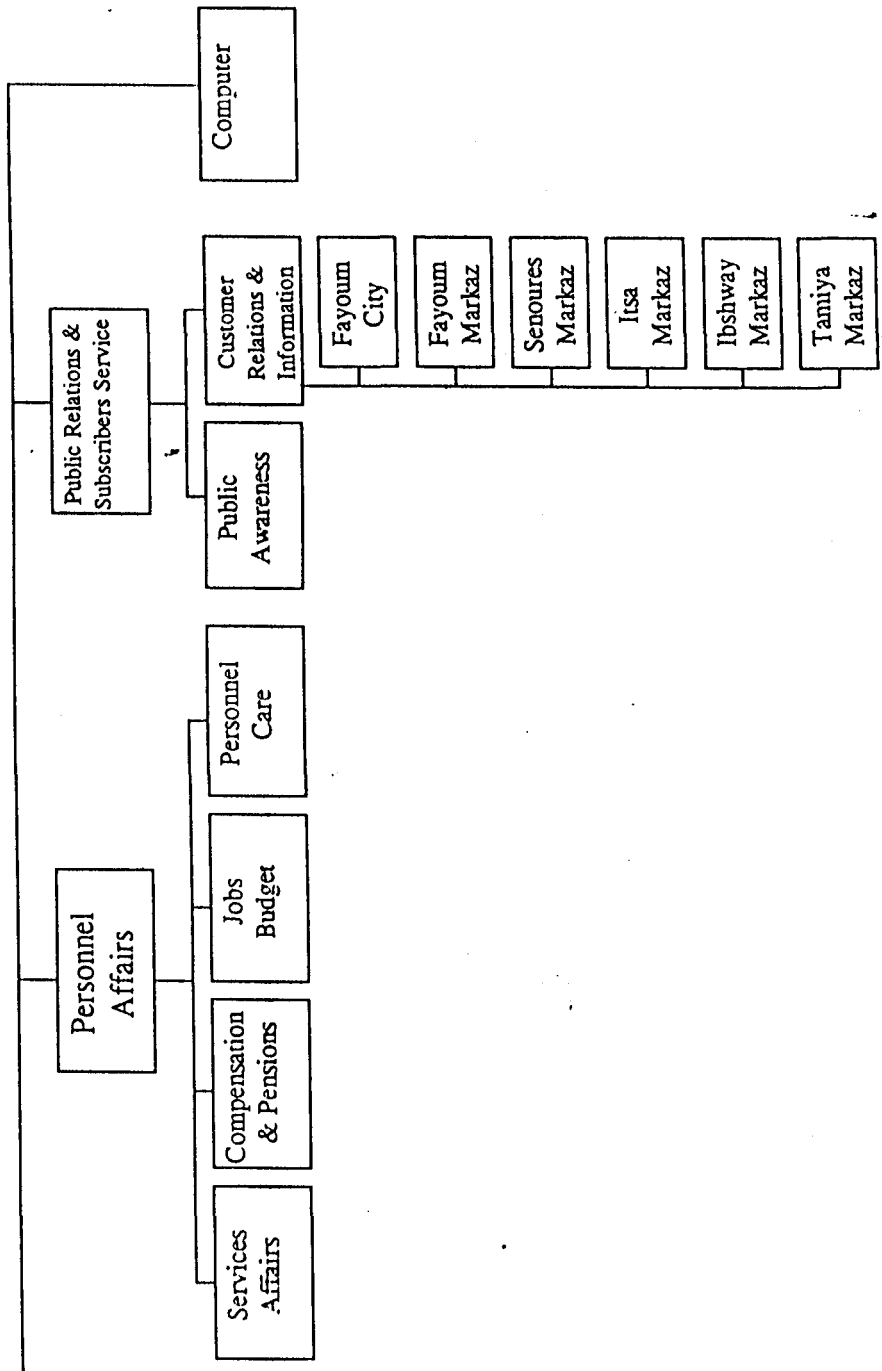 Personnel
Affairs
Public Relations &
Subscribers Service
Computer
Services
Affairs
Compensation
& Pensions
Jobs
Budget
Personnel
Care
Public
Awareness
Customer
Relations &
Information
Fayoum
City
Fayoum
Markaz
Senoures
Markaz
Itsa
Markaz
Ibshway
Markaz
Tamiya
Markaz